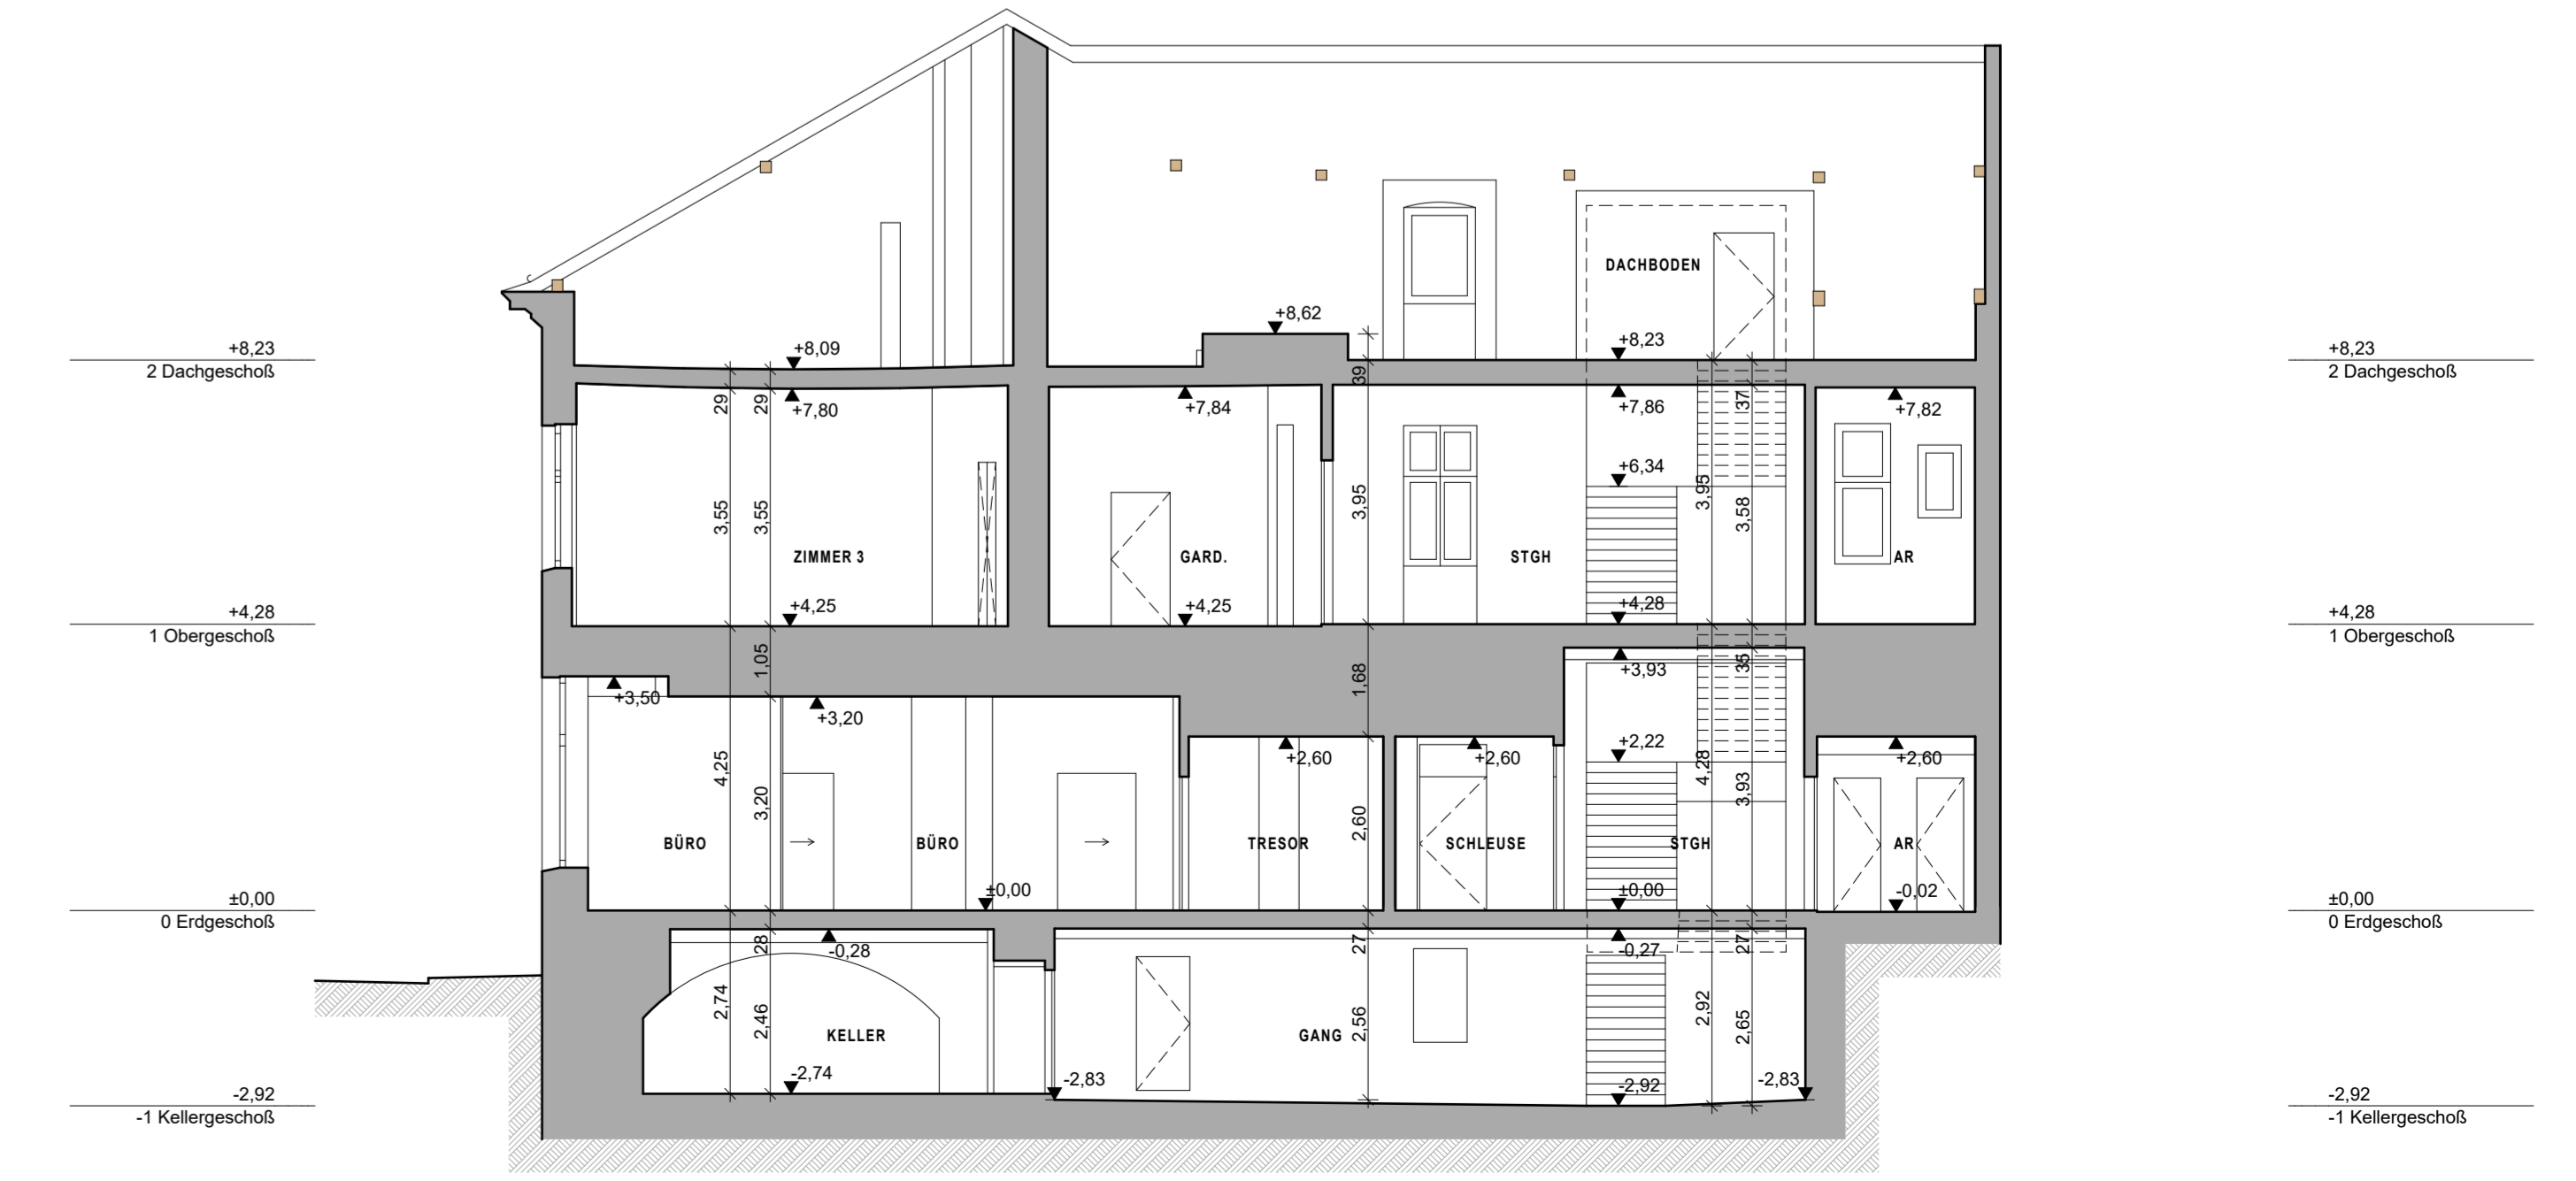 DACHBODEN
+8,62
+8,23
+8,23
+8,23
2 Dachgeschoß
+8,09
2 Dachgeschoß
39
29
29
37
+7,80
+7,84
+7,86
+7,82
+6,34
3,55
3,55
3,95
3,95
3,58
ZIMMER 3
GARD.
STGH
AR
+4,28
+4,25
+4,25
+4,28
+4,28
1 Obergeschoß
1 Obergeschoß
1,05
1,68
+3,93
35
+3,50
+3,20
+2,22
+2,60
+2,60
+2,60
4,25
3,20
2,60
4,28
3,93
BÜRO
BÜRO
TRESOR
SCHLEUSE
STGH
AR
±0,00
±0,00
±0,00
-0,02
±0,00
0 Erdgeschoß
0 Erdgeschoß
28
-0,28
27
-0,27
27
2,74
2,46
2,56
2,92
2,65
KELLER
GANG
-2,74
-2,83
-2,92
-2,83
-2,92
-1 Kellergeschoß
-2,92
-1 Kellergeschoß